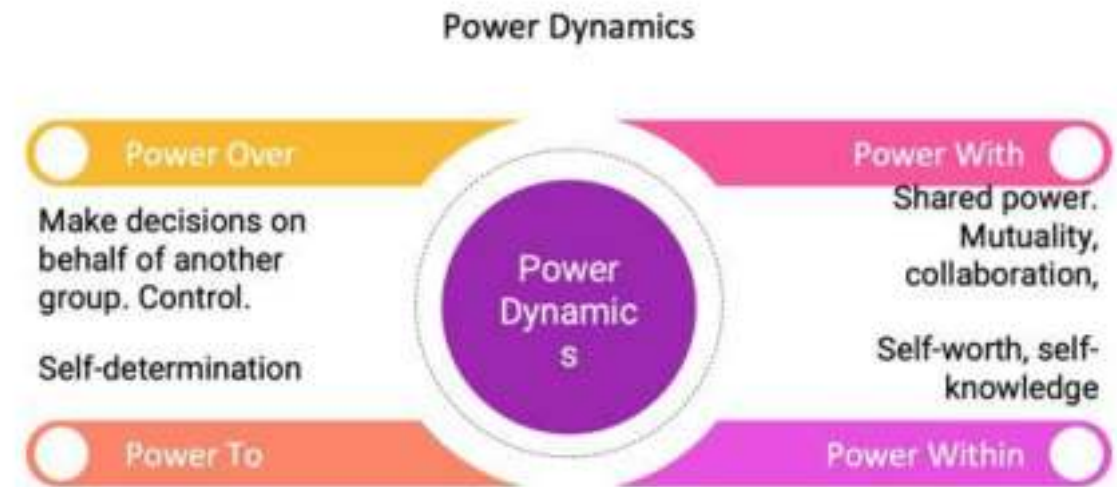 Power Dynamics
Power Over
Make decisions on
behalf of another
group. Control.
Self-determination
Power To
Power
Dynamic
s
Power With
Shared power.
Mutuality,
collaboration,
Self-worth, self-
knowledge
Power Within